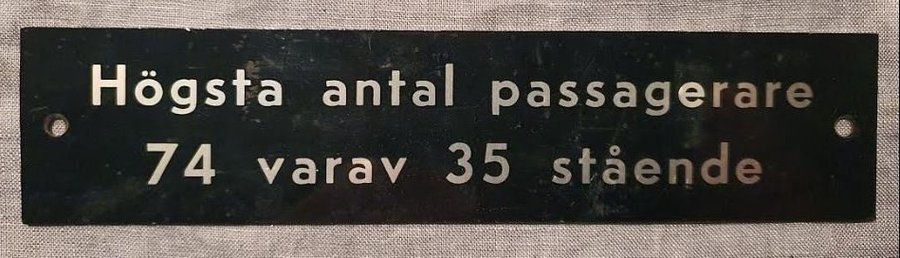 Högsta antal passagerare
74 varav 35 stående